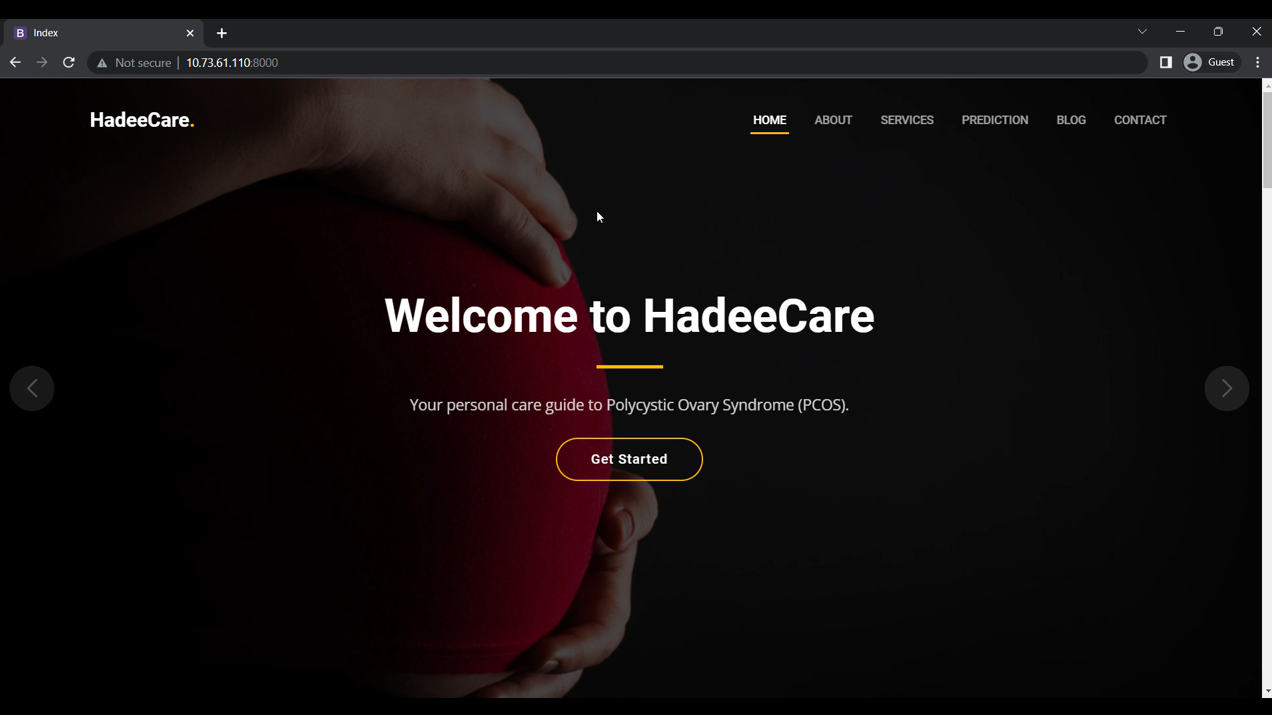 B Index
Not secure 10.73.61.110:8000
Guest
HadeeCare.
HOME ABOUT SERVICES PREDICTION BLOG CONTACT
Welcome to HadeeCare
Your personal care guide to Polycystic Ovary Syndrome (PCOS).
Get Started